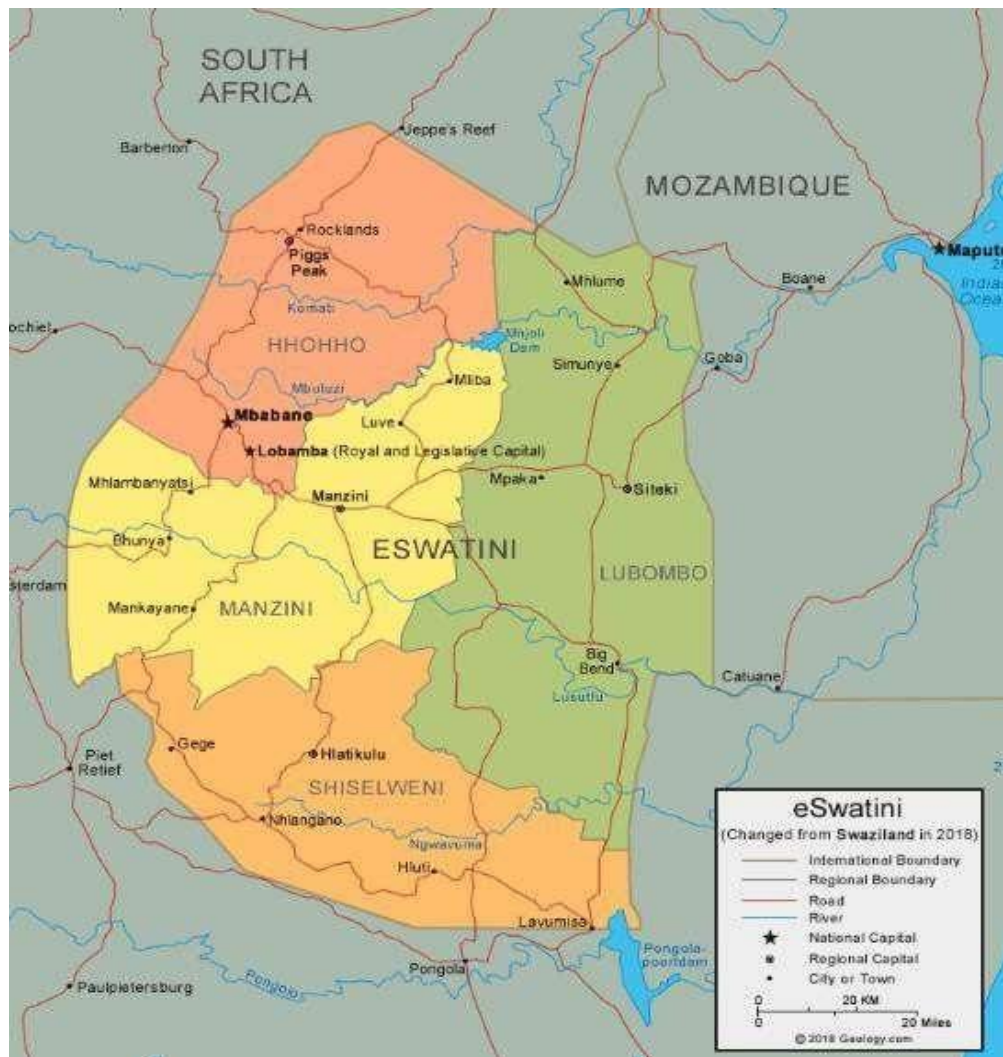 SOUTH
AFRICA
Jeppe's Reef
Barberton
MOZAMBIQUE
Rocklands
Piggs
Peak
Maputo
Mhlume
Boane
Indian
Ocean
Komati
ochiel
HHOHHO
Mnjoli
Dam
Simunye
Goba
Mbuluzi
Mliba
Mbabane
Luve
Lobamba (Royal and Legislative Capital)
Mhlambanyatsi
Mpaka
Siteki
Manzini
Bhunya
ESWATINI
LUBOMBO
sterdam
Mankayane
MANZINI
Big
Bend
Catuane
Lusutfu
Gege
Hlatikulu
Piet
Retief
SHISELWENI
Nhlangano
Ngwavuma
Hluti
Lavumisa
Pongola
Pongola-
poortdam
Paulpietersburg
Pongola
eSwatini
(Changed from Swaziland in 2018)
International Boundary
Regional Boundary
Road
River
National Capital
Regional Capital
City or Town
0 20 KM
0 20 Miles
© 2018 Geology.com